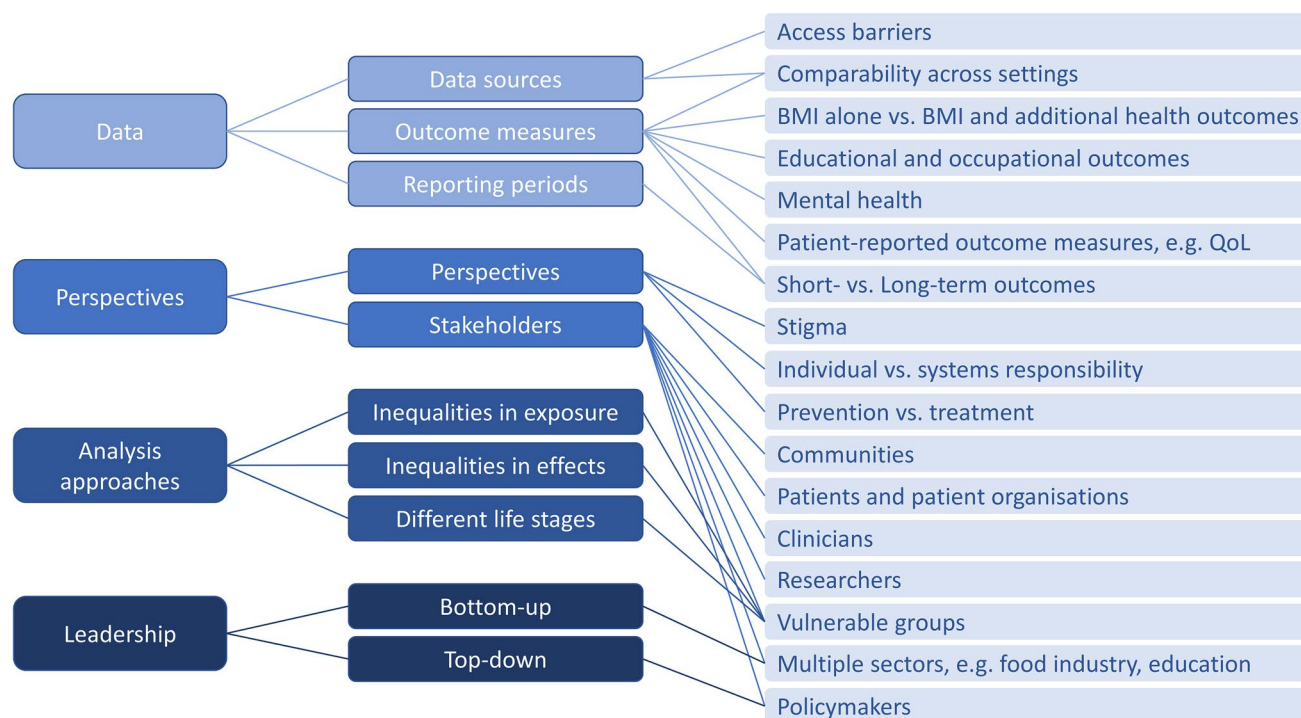 Data
Perspectives
Analysis
approaches
Leadership
Data sources
Outcome measures
Reporting periods
Perspectives
Stakeholders
Inequalities in exposure
Inequalities in effects
Different life stages
Bottom-up
Top-down
Access barriers
Comparability across settings
BMI alone vs. BMI and additional health outcomes
Educational and occupational outcomes
Mental health
Patient-reported outcome measures, e.g. QoL
Short- vs. Long-term outcomes
Stigma
Individual vs. systems responsibility
Prevention vs. treatment
Communities
Patients and patient organisations
Clinicians
Researchers
Vulnerable groups
Multiple sectors, e.g. food industry, education
Policymakers